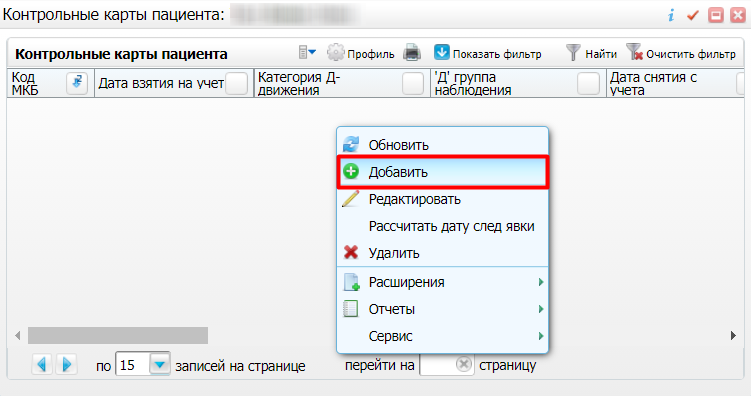 Контрольные карты пациента:
Контрольные карты пациента Профиль Показать фильтр Найти Очистить фильтр
Код МКБ
Дата взятия на учет
Категория Д-движения
'Д' группа наблюдения
Дата снятия с учета
Обновить
Добавить
Редактировать
Рассчитать дату след явки
Удалить
Расширения
Отчеты
Сервис
по 15 записей на странице перейти на страницу